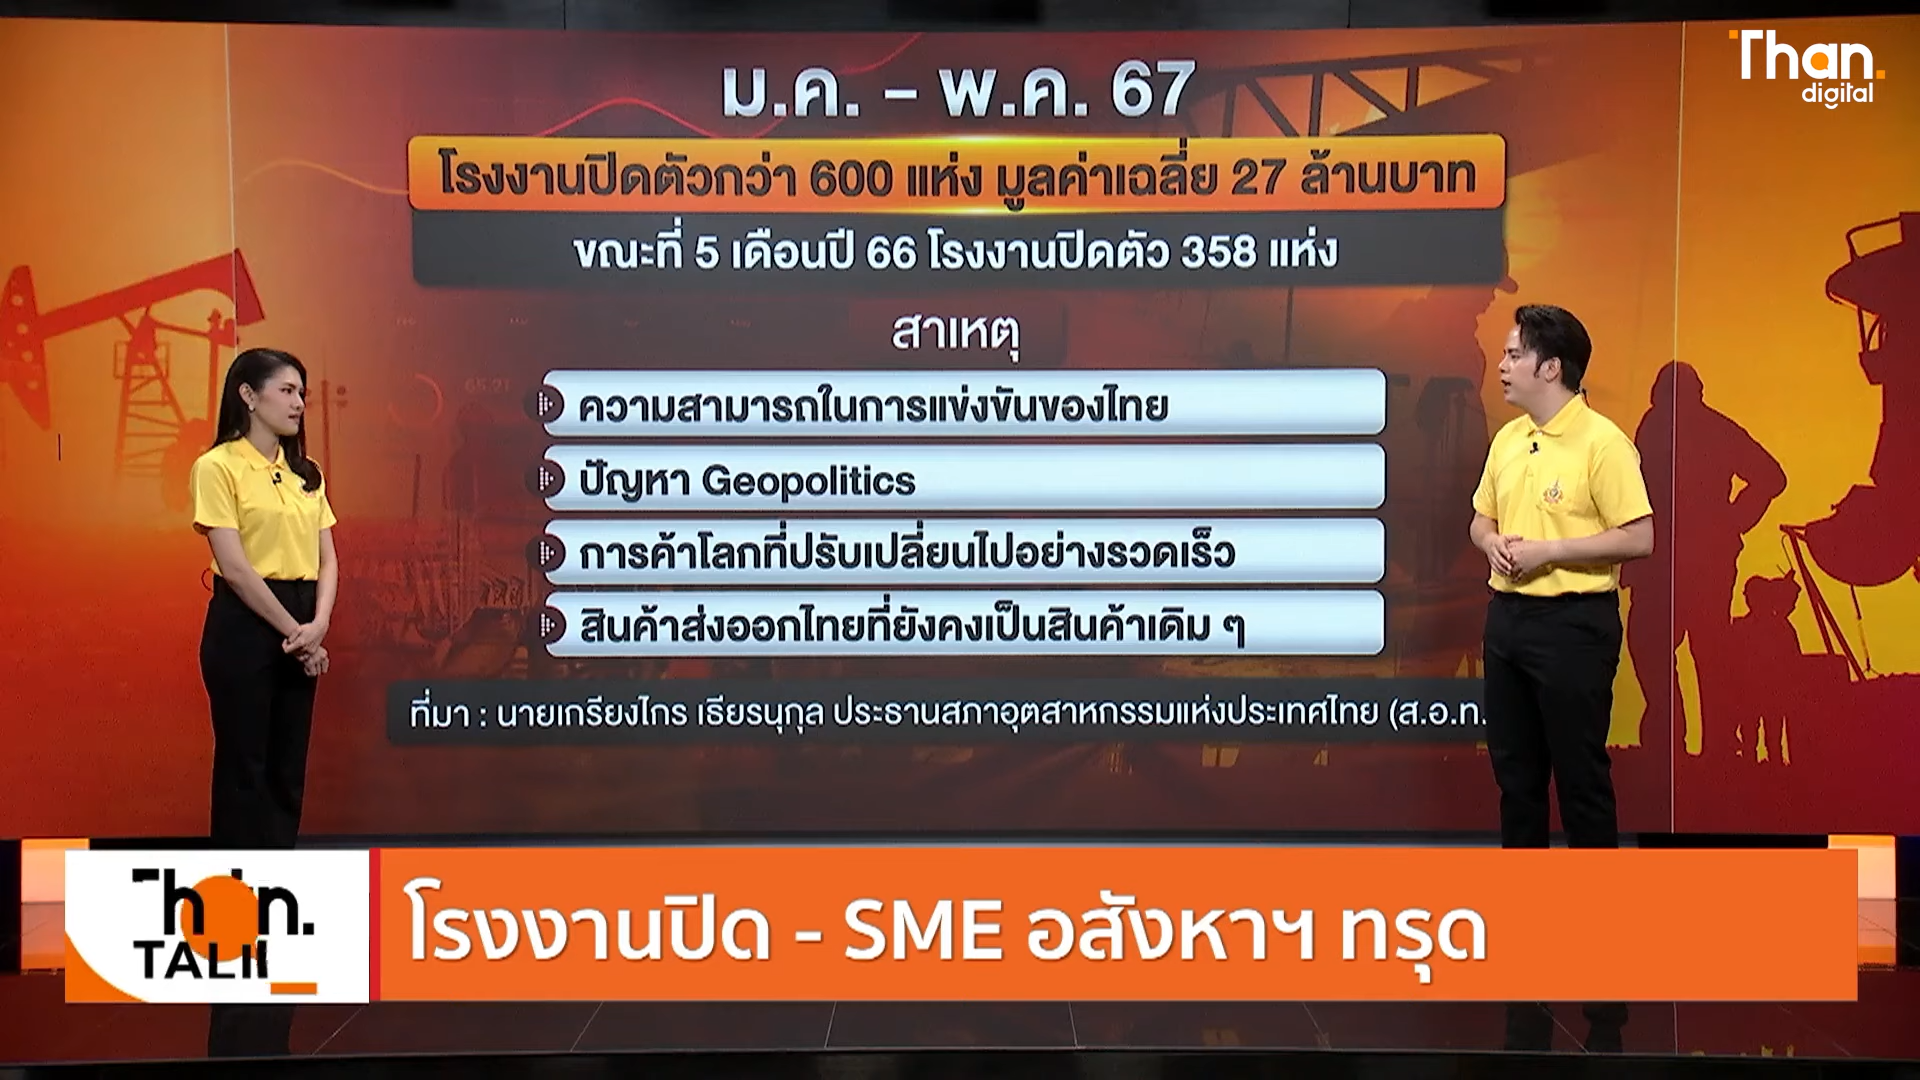 Than.
digital
ม.ค. – พ.ค. 67
โรงงานปิดตัวกว่า 600 แห่ง มูลค่าเฉลี่ย 27 ล้านบาท
ขณะที่ 5 เดือนปี 66 โรงงานปิดตัว 358 แห่ง
สาเหตุ
ความสามารถในการแข่งขันของไทย
ปัญหา Geopolitics
การค้าโลกที่ปรับเปลี่ยนไปอย่างรวดเร็ว
สินค้าส่งออกไทยที่ยังคงเป็นสินค้าเดิม ๆ
ที่มา : นายเกรียงไกร เธียรนุกุล ประธานสภาอุตสาหกรรมแห่งประเทศไทย (ส.อ.ท.
โรงงานปิด - SME อสังหาฯ ทรุด